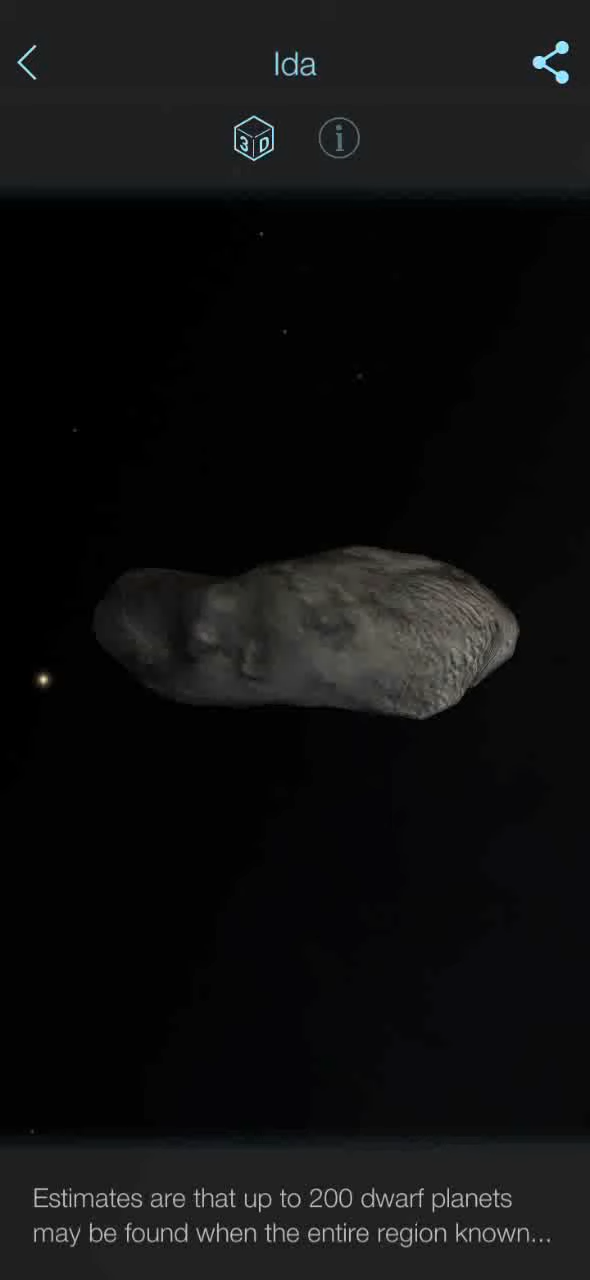 Ida
3D
i
Estimates are that up to 200 dwarf planets
may be found when the entire region known...